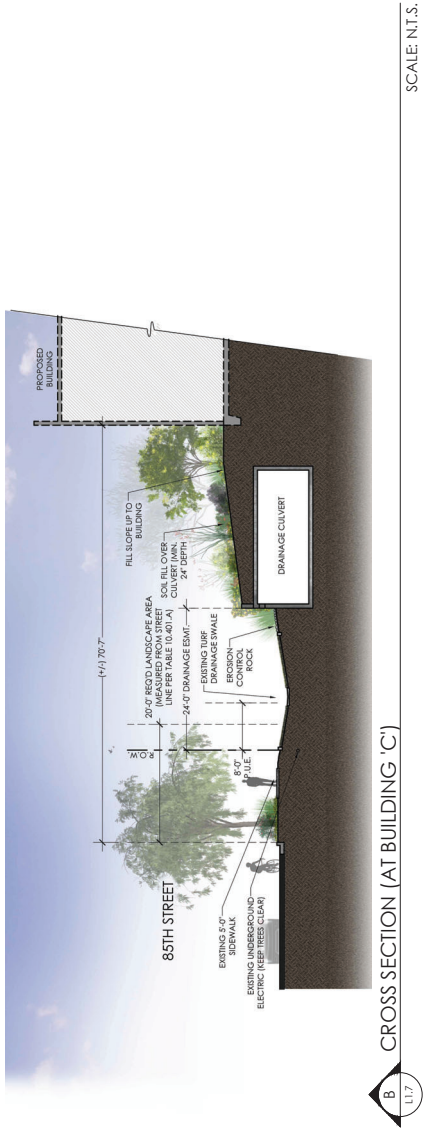 (+/-) 70'-7"
20'-0" REQ'D LANDSCAPE AREA
(MEASURED FROM STREET
LINE PER TABLE 10.401.A)
24'-0" DRAINAGE ESMT.
R.O.W.
8'-0"
P.U.E.
EXISTING TURF
DRAINAGE SWALE
EROSION
CONTROL
ROCK
SOIL FILL OVER
CULVERT (MIN.
24" DEPTH
FILL SLOPE UP TO
BUILDING
PROPOSED
BUILDING
DRAINAGE CULVERT
85TH STREET
EXISTING 5'-0"
SIDEWALK
EXISTING UNDERGROUND
ELECTRIC (KEEP TREES CLEAR)
B
L1.7
CROSS SECTION (AT BUILDING 'C')
SCALE: N.T.S.